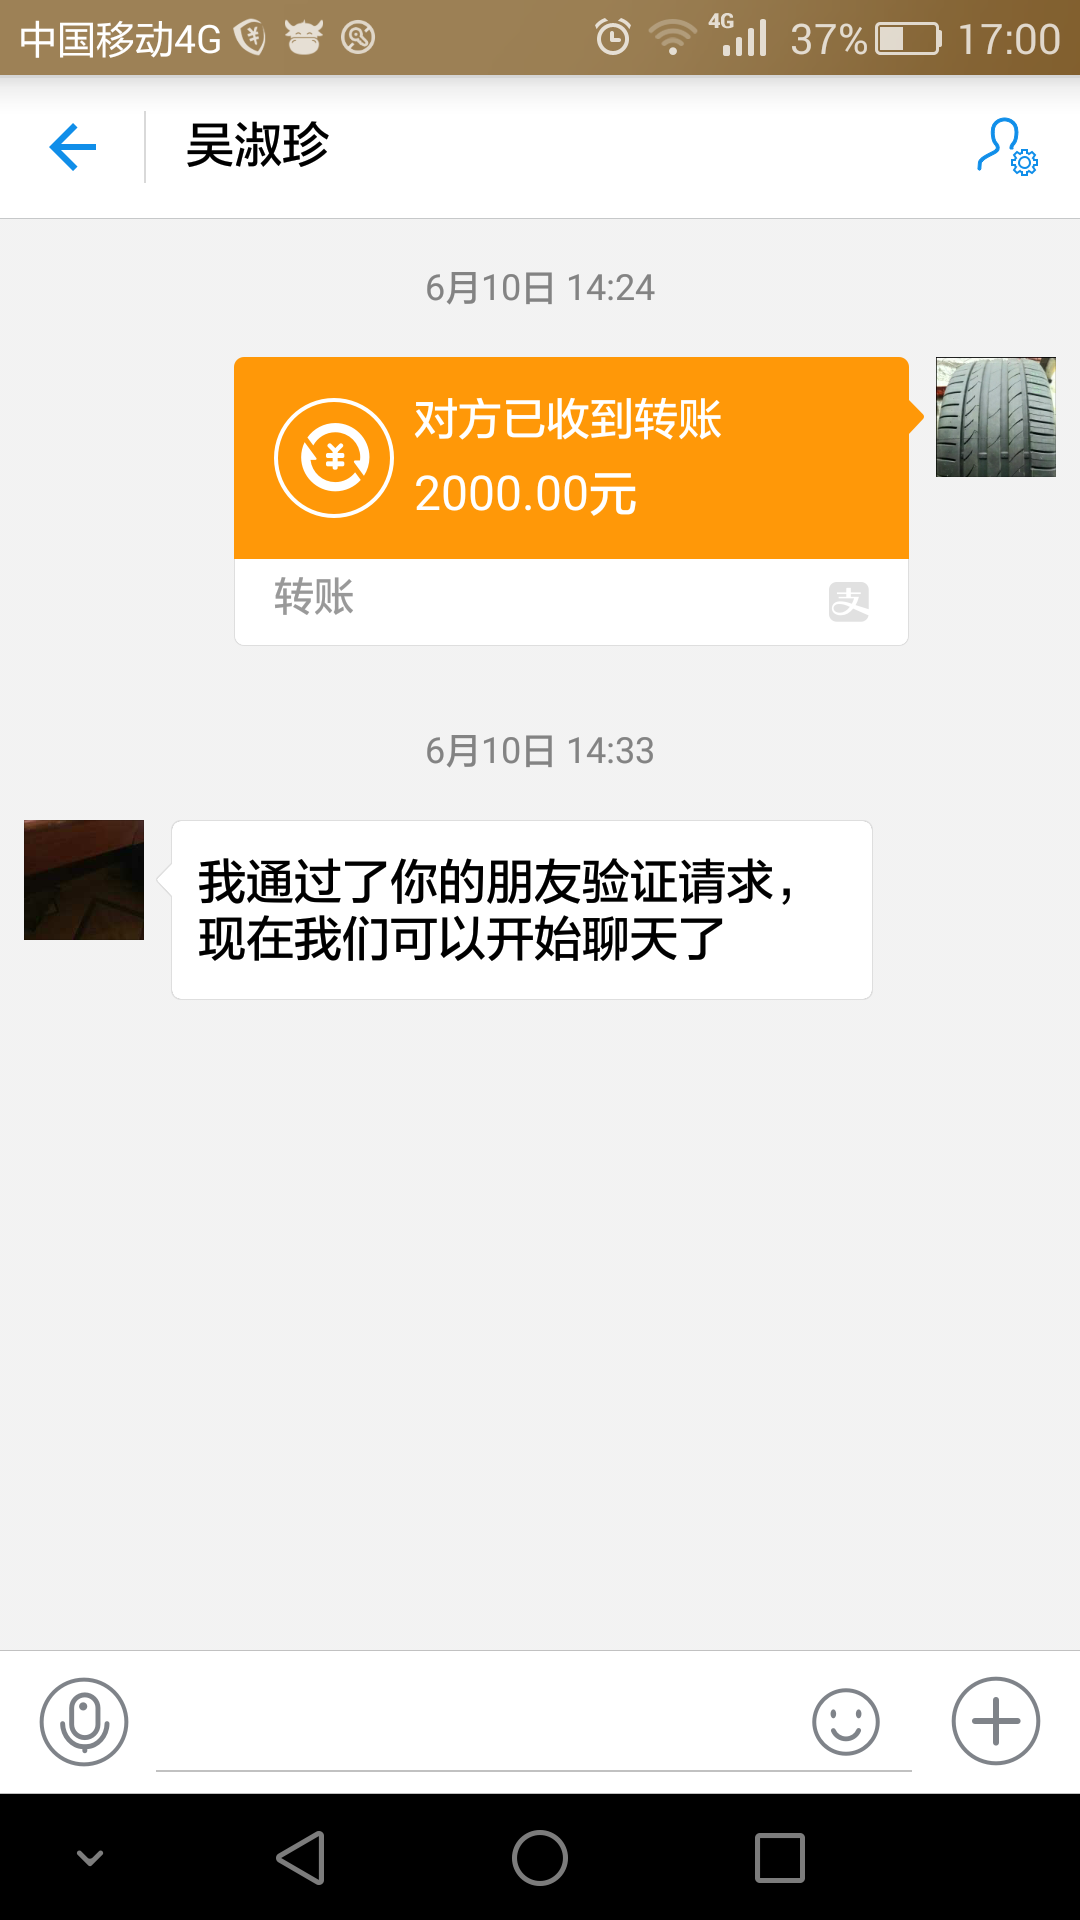 中国移动4G 4G 37% 17:00
吴淑珍
6月10日 14:24
对方已收到转账
2000.00元
转账
支
6月10日 14:33
我通过了你的朋友验证请求，
现在我们可以开始聊天了